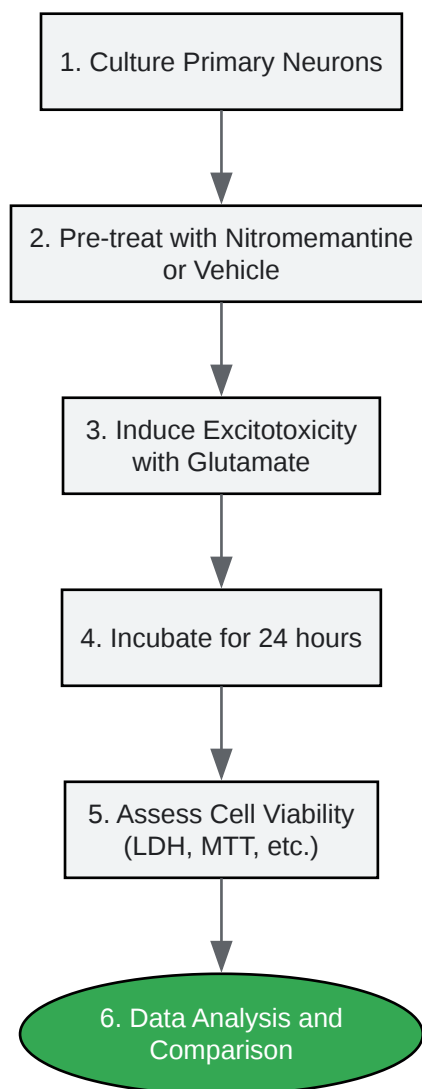 1. Culture Primary Neurons
2. Pre-treat with Nitromemantine
or Vehicle
3. Induce Excitotoxicity
with Glutamate
4. Incubate for 24 hours
5. Assess Cell Viability
(LDH, MTT, etc.)
6. Data Analysis and
Comparison